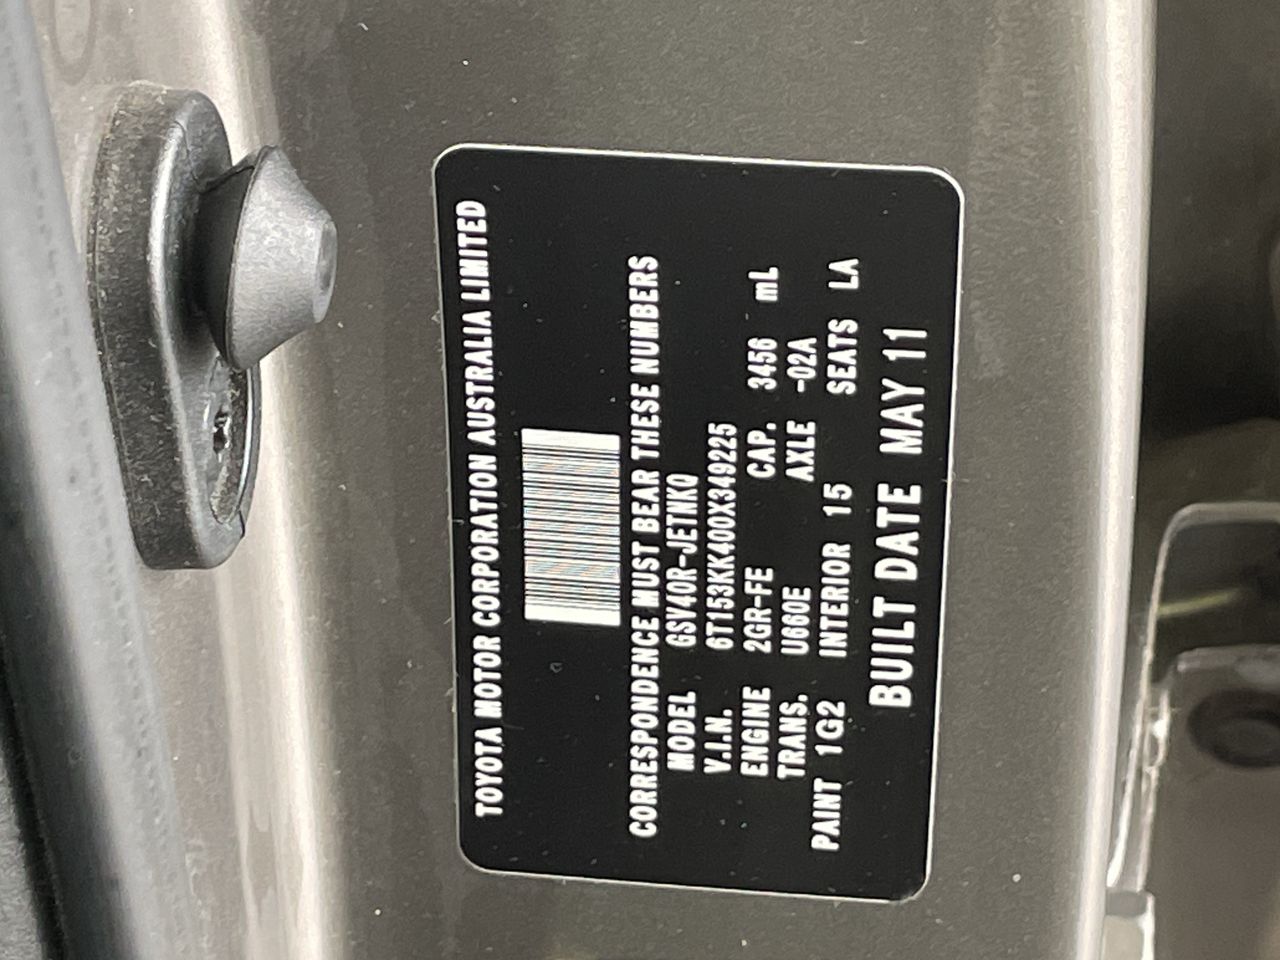 TOYOTA MOTOR CORPORATION AUSTRALIA LIMITED
CORRESPONDENCE MUST BEAR THESE NUMBERS
MODEL GSV40R-JETNKQ
V.I.N. 6T153KK400X349225
ENGINE 2GR-FE CAP. 3456 mL
TRANS. U660E AXLE -02A
PAINT 1G2 INTERIOR 15 SEATS LA
BUILT DATE MAY 11